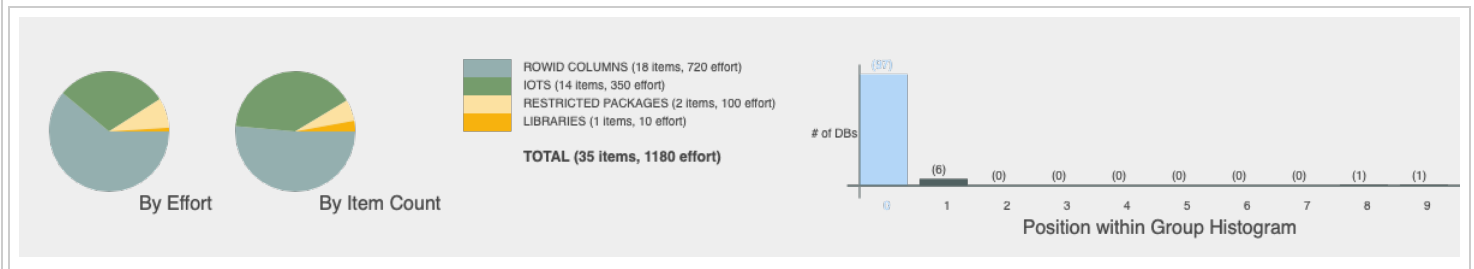 ROWID COLUMNS (18 items, 720 effort)
IOTS (14 items, 350 effort)
RESTRICTED PACKAGES (2 items, 100 effort)
LIBRARIES (1 items, 10 effort)
TOTAL (35 items, 1180 effort)
By Effort
By Item Count
# of DBs
(6)
(0)
(0)
(0)
(0)
(0)
(0)
(1)
(1)
1
2
3
4
5
6
7
8
9
Position within Group Histogram